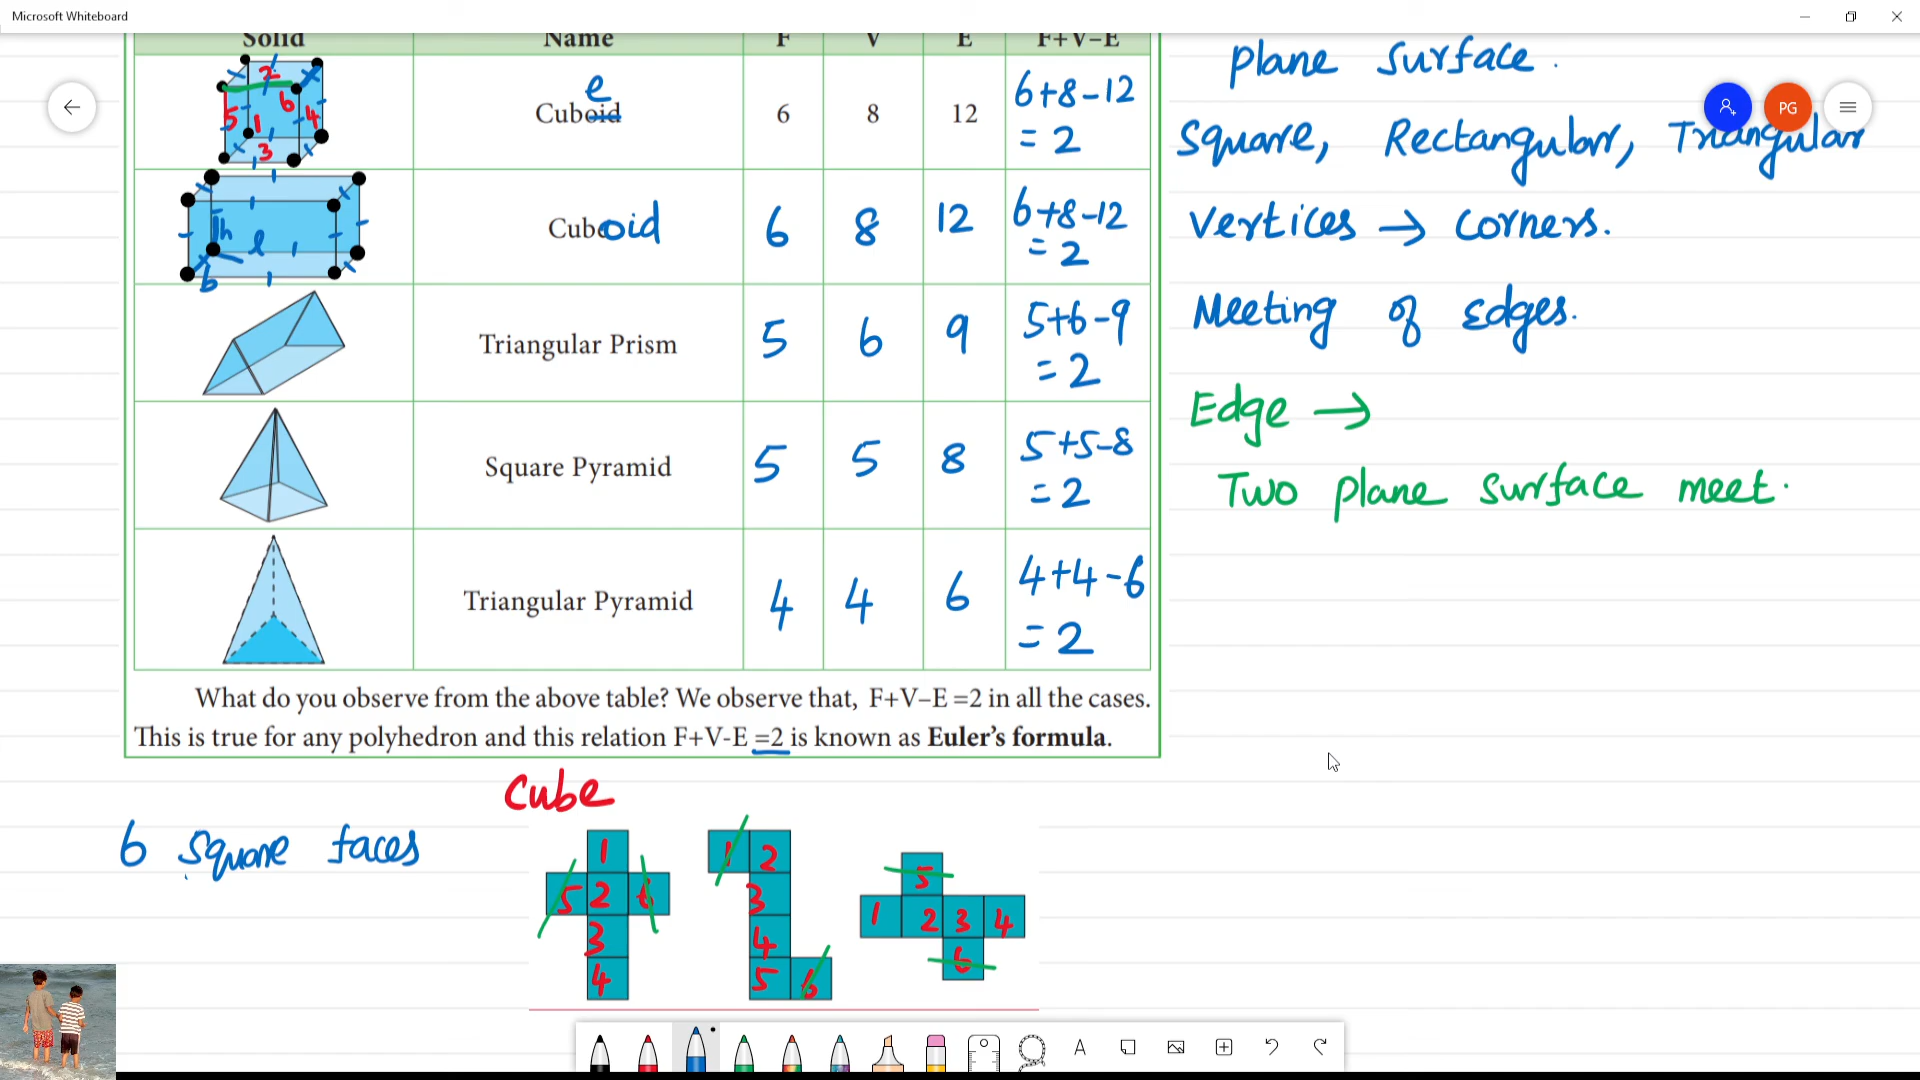 Microsoft Whiteboard
Solid Name F V E F+V–E
Cuboid e 6 8 12 6+8-12
= 2
Cuboid 6 8 12 6+8-12
= 2
Triangular Prism 5 6 9 5+6-9
= 2
Square Pyramid 5 5 8 5+5-8
= 2
Triangular Pyramid 4 4 6 4+4-6
= 2
2
5 1 6 4
3
h l
b
What do you observe from the above table? We observe that, F+V–E =2 in all the cases.
This is true for any polyhedron and this relation F+V-E =2 is known as Euler's formula.
plane surface.
PG
Square, Rectangular, Triangular
Vertices → corners.
Meeting of edges.
Edge →
Two plane surface meet.
Cube
6 square faces
1
5 2 6
3
4
1 2
3
4
5 6
5
1 2 3 4
6
A